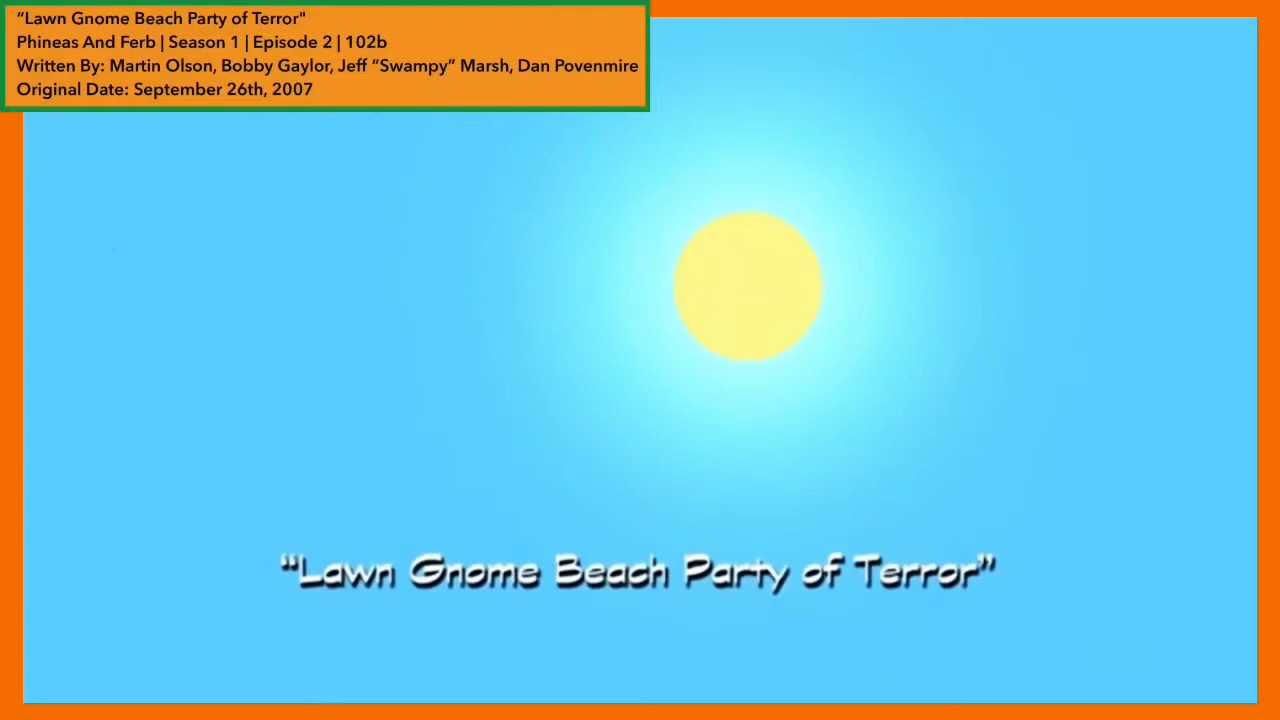 “Lawn Gnome Beach Party of Terror"
Phineas And Ferb | Season 1 | Episode 2 | 102b
Written By: Martin Olson, Bobby Gaylor, Jeff “Swampy” Marsh, Dan Povenmire
Original Date: September 26th, 2007
“Lawn Gnome Beach Party of Terror”